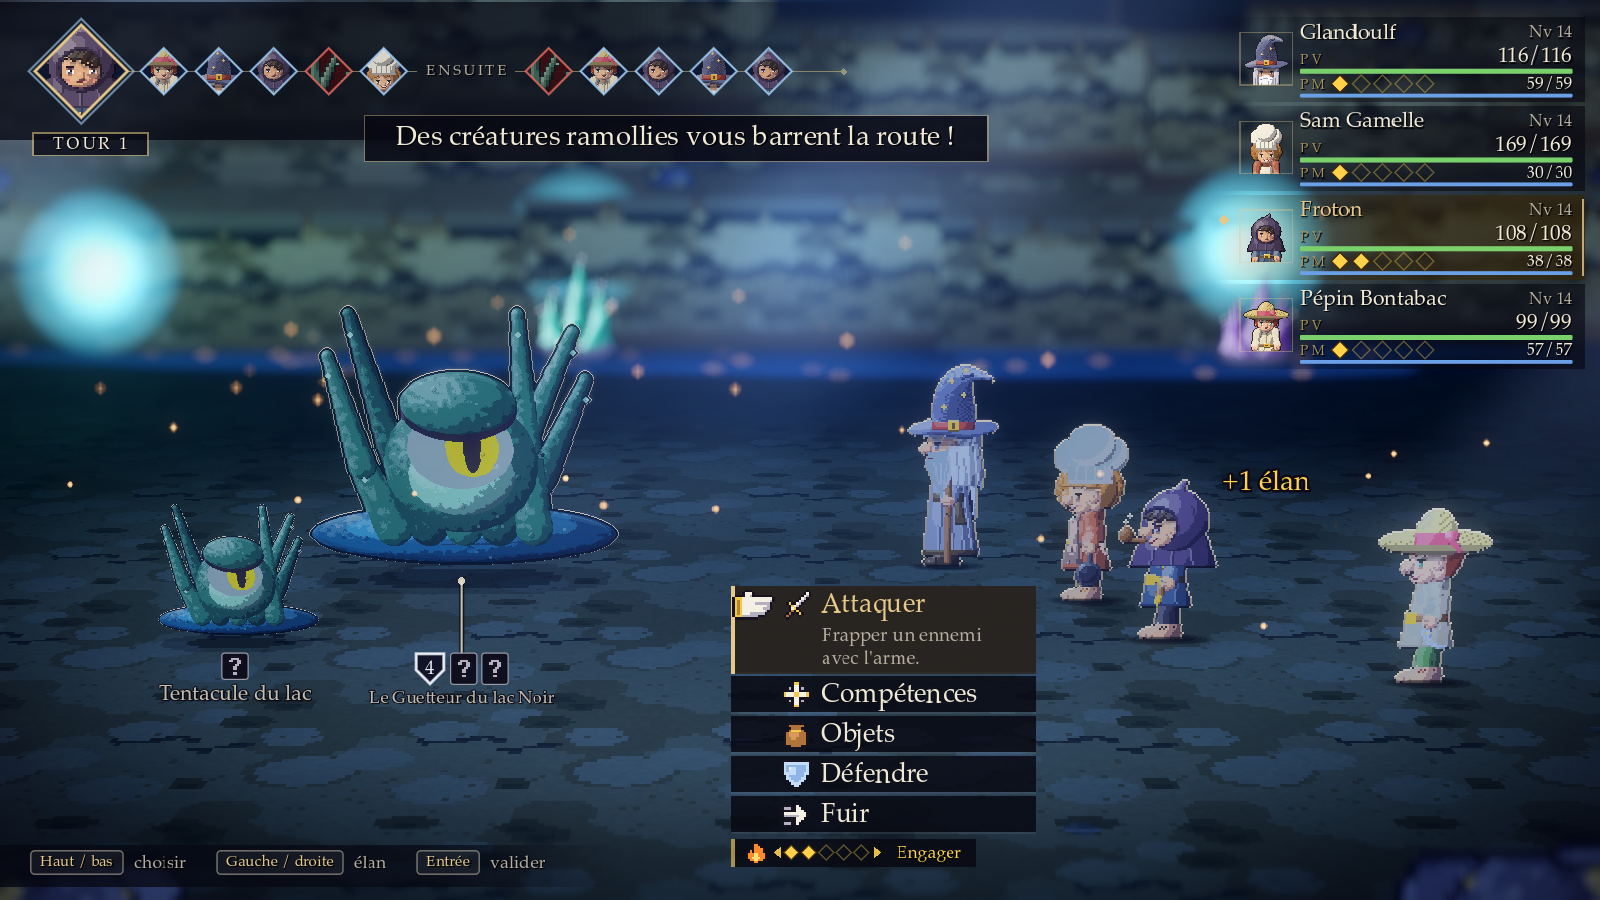 TOUR 1
ENSUITE
Des créatures ramollies vous barrent la route !
Glandoulf Nv 14
PV 116/116
PM 59/59
Sam Gamelle Nv 14
PV 169/169
PM 30/30
Froton Nv 14
PV 108/108
PM 38/38
Pépin Bontabac Nv 14
PV 99/99
PM 57/57
+1 élan
?
Tentacule du lac
4 ? ?
Le Guetteur du lac Noir
Attaquer
Frapper un ennemi
avec l'arme.
Compétences
Objets
Défendre
Fuir
Engager
Haut / bas choisir Gauche / droite élan Entrée valider